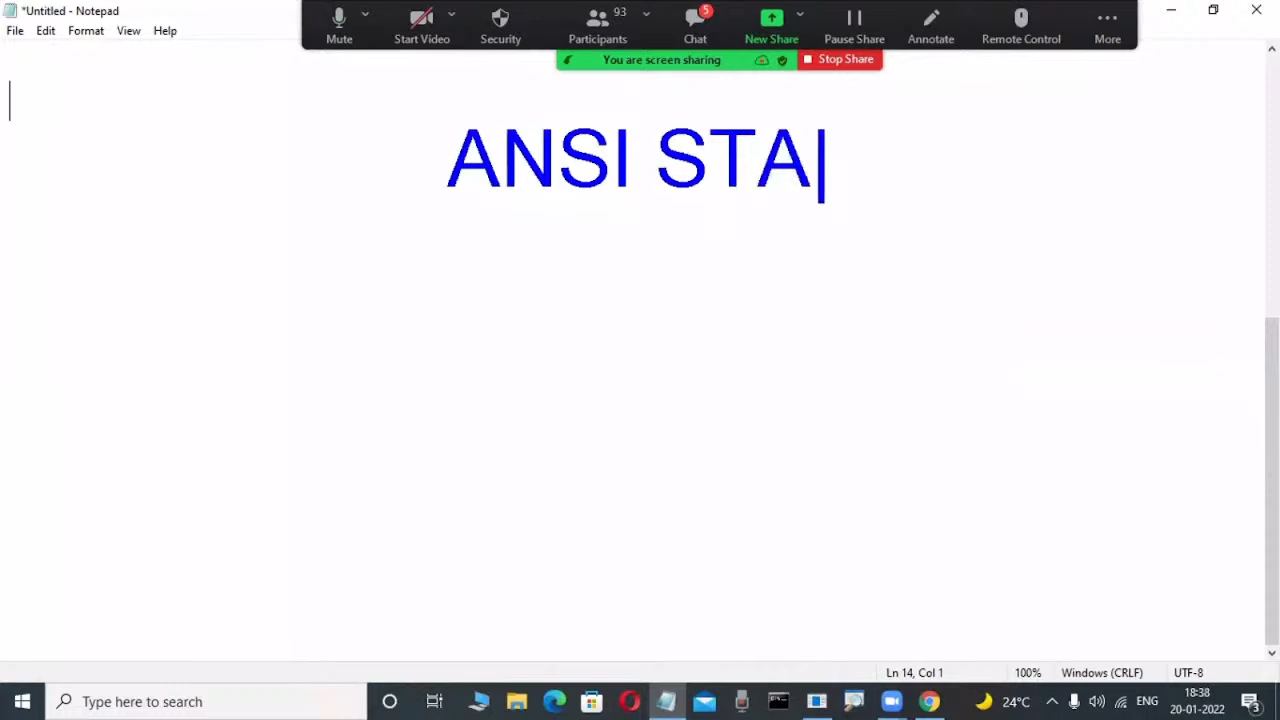 *Untitled - Notepad
File Edit Format View Help
Mute Start Video Security Participants 93 Chat 5 New Share Pause Share Annotate Remote Control More
You are screen sharing Stop Share
ANSI STA
Ln 14, Col 1 100% Windows (CRLF) UTF-8
Type here to search
24°C ENG
18:38
20-01-2022
3